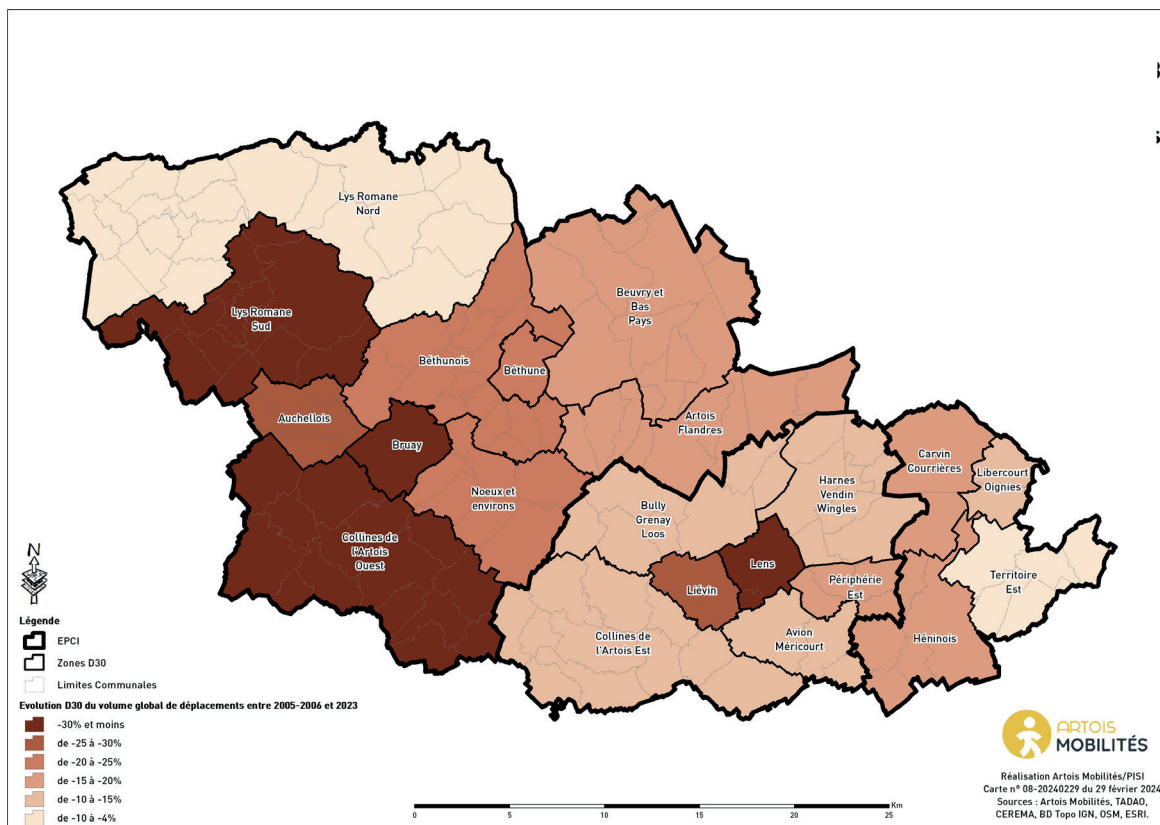 Lys Romane
Nord
Lys Romane
Sud
Beuvry et
Bas
Pays
Béthunois
Béthune
Auchellois
Bruay
Artois
Flandres
Noeux et
environs
Carvin
Courrières
Libercourt
Oignies
Harnes
Vendin
Wingles
Bully
Grenay
Loos
Collines de
l'Artois
Ouest
Lens
Liévin
Périphérie
Est
Territoire
Est
Collines de
l'Artois Est
Avion
Méricourt
Héninois
N
Légende
EPCI
Zones D30
Limites Communales
Evolution D30 du volume global de déplacements entre 2005-2006 et 2023
-30% et moins
de -25 à -30%
de -20 à -25%
de -15 à -20%
de -10 à -15%
de -10 à -4%
Km
0 5 10 15 20 25
ARTOIS
MOBILITÉS
Réalisation Artois Mobilités/PISI
Carte n° 08-20240229 du 29 février 2024
Sources : Artois Mobilités, TADAO,
CEREMA, BD Topo IGN, OSM, ESRI.